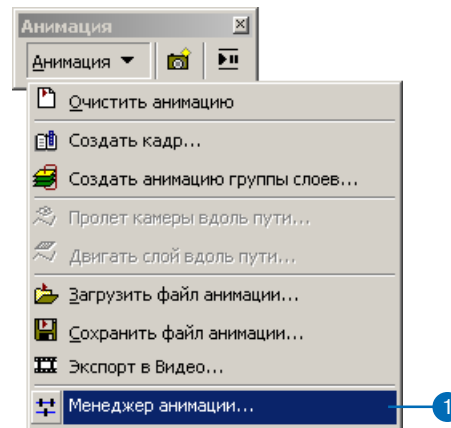 Анимация
Анимация
Очистить анимацию
Создать кадр...
Создать анимацию группы слоев...
Пролет камеры вдоль пути...
Двигать слой вдоль пути...
Загрузить файл анимации...
Сохранить файл анимации...
Экспорт в Видео...
Менеджер анимации...
1